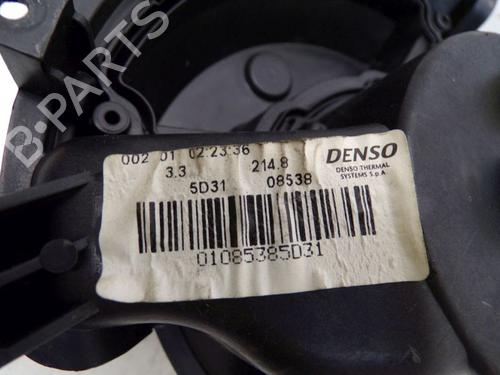 B-PARTS
002 01 02:23:36
3.3 214.8
5D31 08538
DENSO
DENSO THERMAL
SYSTEMS S.p.A.
01085385D31